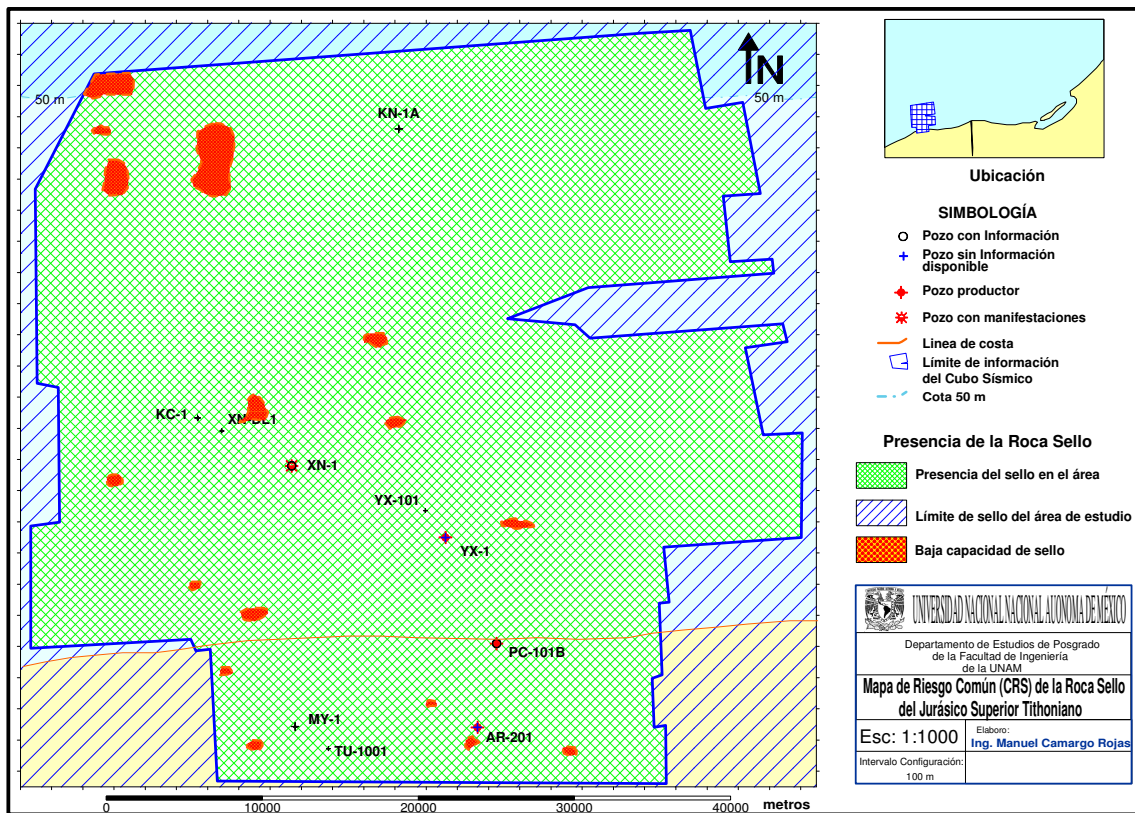 50 m
N
50 m
KN-1A
KC-1
XN-DL1
XN-1
YX-101
YX-1
PC-101B
MY-1
TU-1001
AR-201
0
10000
20000
30000
40000
metros
Ubicación
SIMBOLOGÍA
Pozo con Información
Pozo sin Información
disponible
Pozo productor
Pozo con manifestaciones
Linea de costa
Límite de información
del Cubo Sísmico
Cota 50 m
Presencia de la Roca Sello
Presencia del sello en el área
Límite de sello del área de estudio
Baja capacidad de sello
UNIVERSIDAD NACIONAL NACIONAL AUTONOMA DE MÉXICO
Departamento de Estudios de Posgrado
de la Facultad de Ingeniería
de la UNAM
Mapa de Riesgo Común (CRS) de la Roca Sello
del Jurásico Superior Tithoniano
Esc: 1:1000
Elaboro:
Ing. Manuel Camargo Rojas
Intervalo Configuración:
100 m